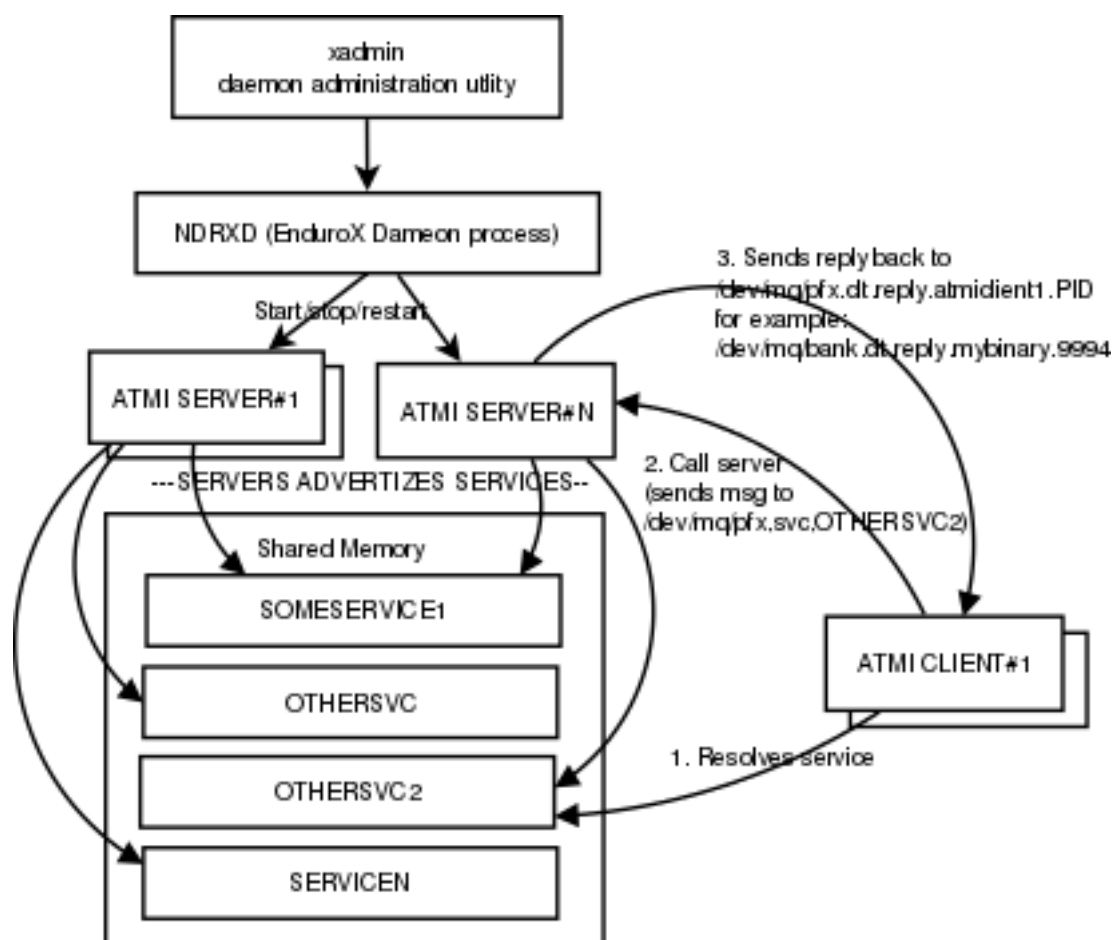 xadmin
daemon administration utlity
NDRXD (EnduroX Dameon process)
3. Sends reply back to
/dev/mq/pfx.dt.reply.atmiclient1.PID
for example:
/dev/mq/bank.dt.reply.mybinary.9994
Start/stop/restart
ATMI SERVER#1
ATMI SERVER#N
2. Call server
(sends msg to
/dev/mq/pfx,svc,OTHERSVC2)
---SERVERS ADVERTIZES SERVICES--
Shared Memory
SOMESERVICE1
ATMI CLIENT#1
OTHERSVC
1. Resolves service
OTHERSVC2
SERVICEN